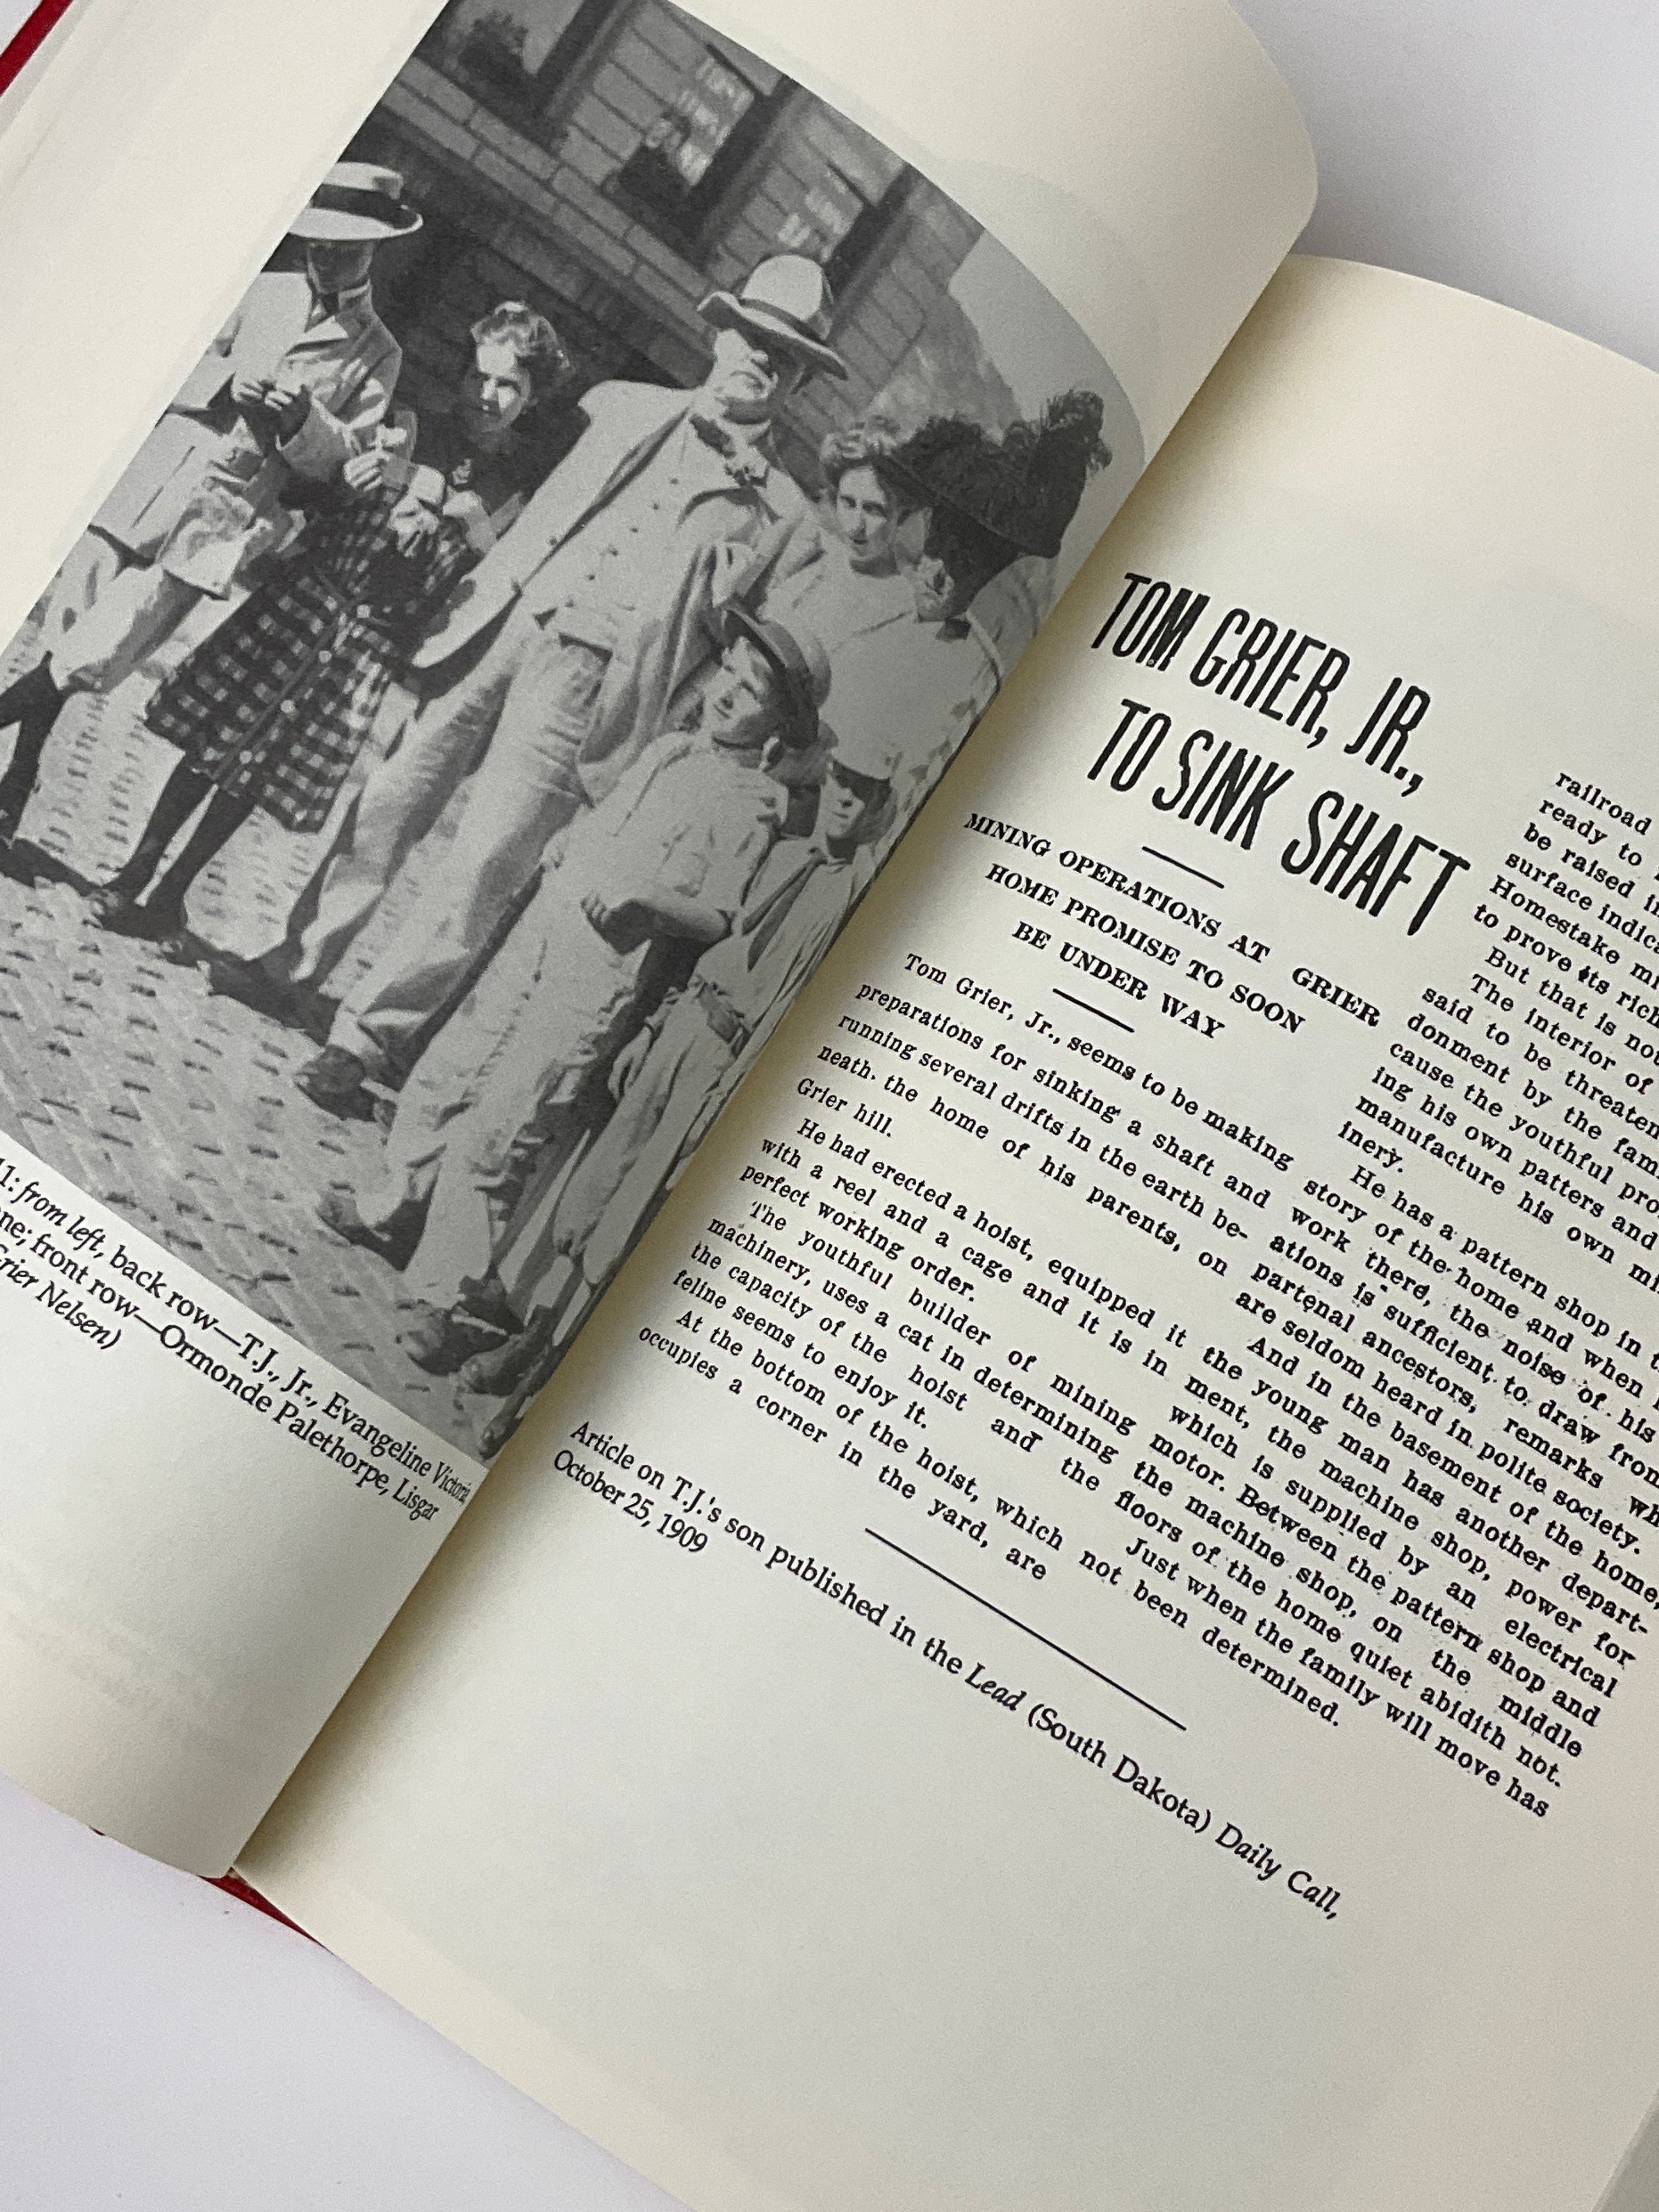 11: from left, back row—T.J., Jr., Evangeline Victoria,
front row—Ormonde Palethorpe, Lisgar
Grier Nelsen)
TOM GRIER, JR.,
TO SINK SHAFT
MINING OPERATIONS AT GRIER
HOME PROMISE TO SOON
BE UNDER WAY
Tom Grier, Jr., seems to be making
preparations for sinking a shaft and
running several drifts in the earth be-
neath. the home of his parents, on
Grier hill.
He had erected a hoist, equipped it
with a reel and a cage and it is in
perfect working order.
The youthful builder of mining
machinery, uses a cat in determining
the capacity of the hoist and the
feline seems to enjoy it.
At the bottom of the hoist, which
occupies a corner in the yard, are
railroad
ready to
be raised
surface
Homestake
to prove its
But that is
The interior of
said to be
donment by the
cause the youthful
ing his own patters and
manufacture his own
inery.
He has a pattern shop in
story of the home and when
work there, the noise of his
ations is sufficient to draw from
partenal ancestors, remarks
are seldom heard in polite society.
And in the basement of the home,
the young man has another depart-
ment, the machine shop, power for
which is supplied by an electrical
motor. Between the pattern shop and
the machine shop, on the middle
floors of the home quiet abidith not.
Just when the family will move has
not been determined.
Article on T.J.'s son published in the Lead (South Dakota) Daily Call,
October 25, 1909